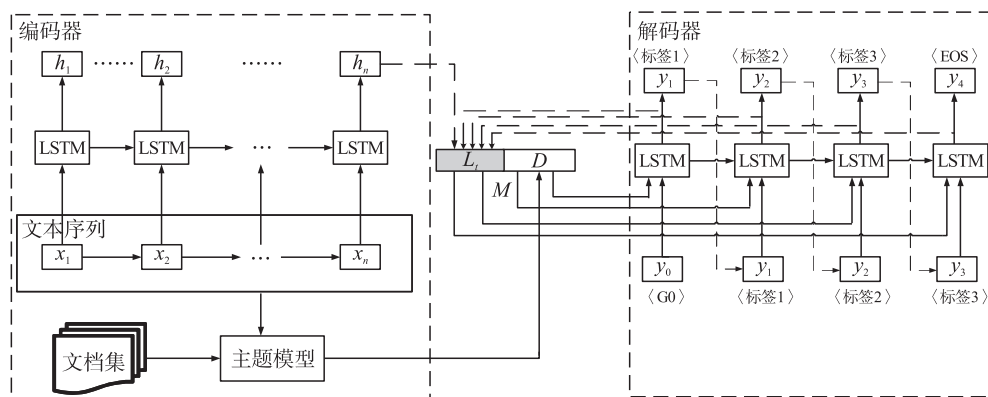 编码器
解码器
〈标签1〉 〈标签2〉 〈标签3〉 〈EOS〉
h₁ …… h₂ …… hₙ
y₁ y₂ y₃ y₄
LSTM LSTM … LSTM
LSTM LSTM LSTM LSTM
Lₜ D
M
文本序列
x₁ x₂ … xₙ
y₀ y₁ y₂ y₃
〈G0〉 〈标签1〉 〈标签2〉 〈标签3〉
文档集
主题模型